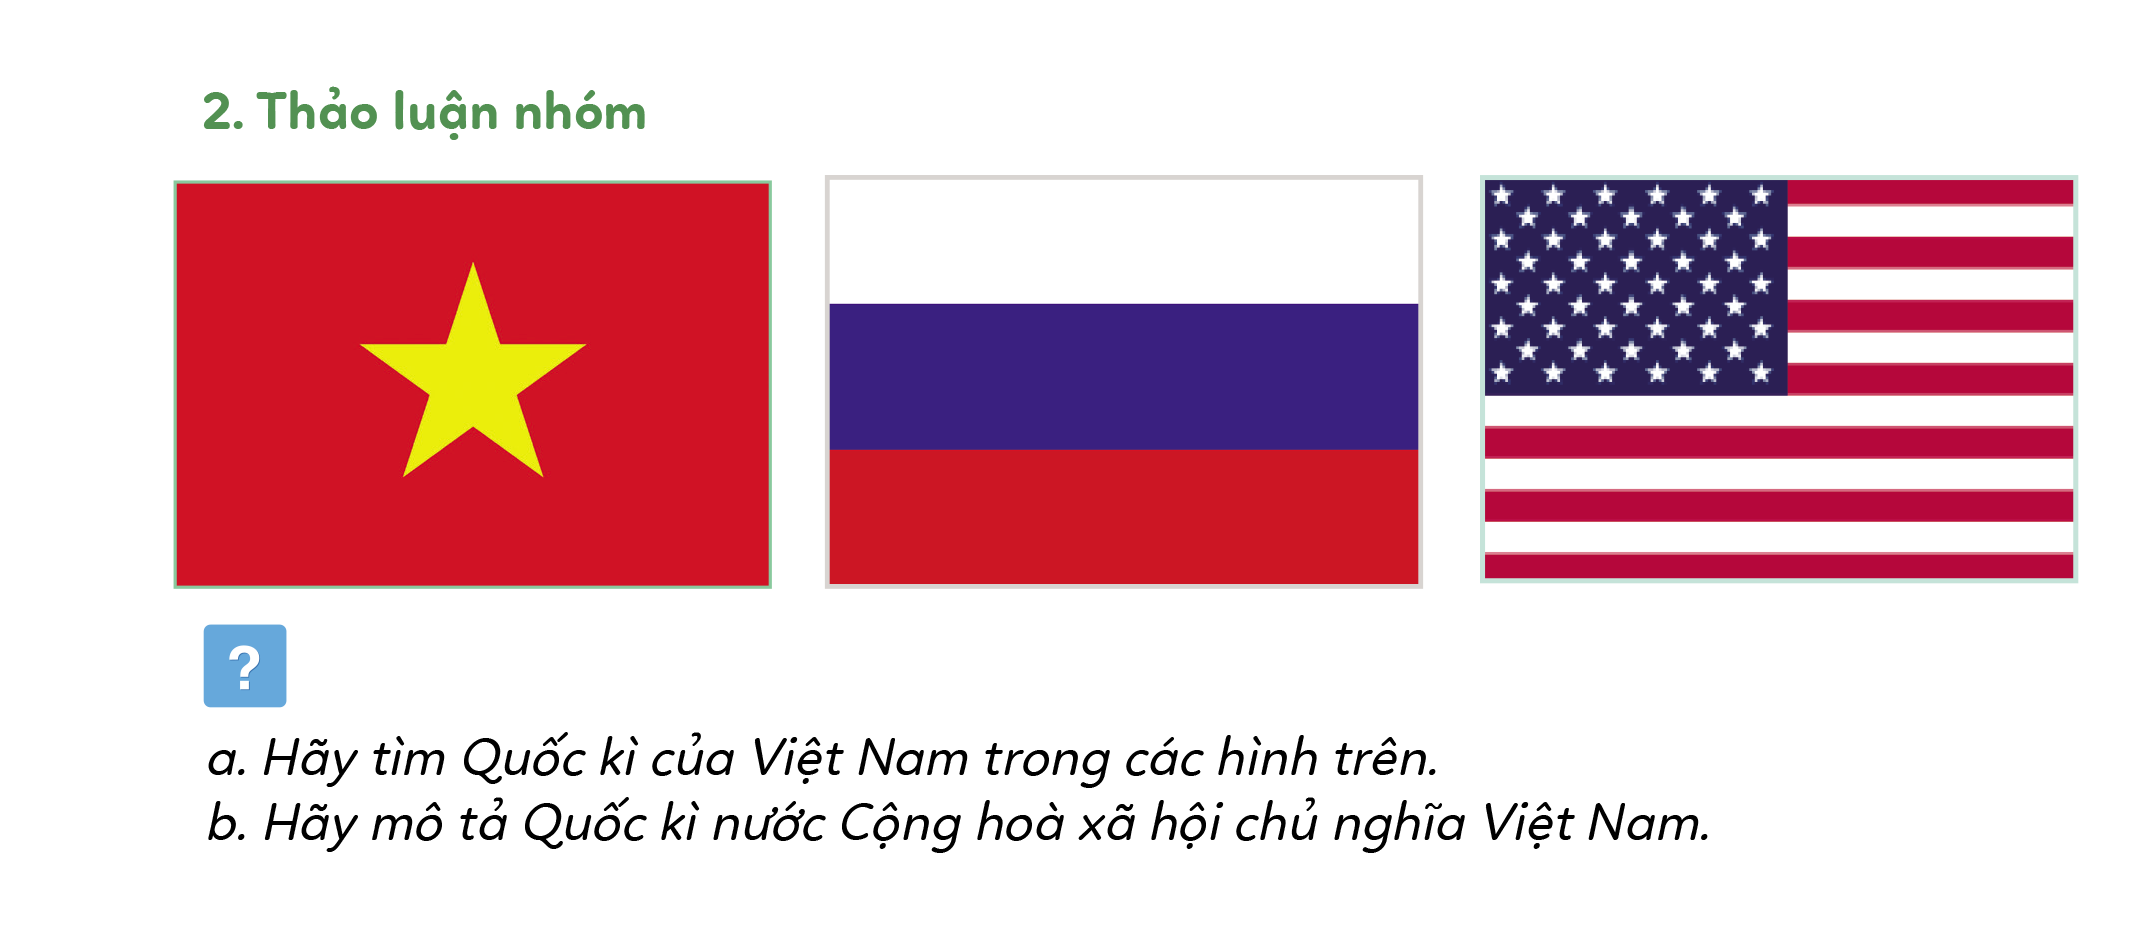 2. Thảo luận nhóm
?
a. Hãy tìm Quốc kì của Việt Nam trong các hình trên.
b. Hãy mô tả Quốc kì nước Cộng hoà xã hội chủ nghĩa Việt Nam.